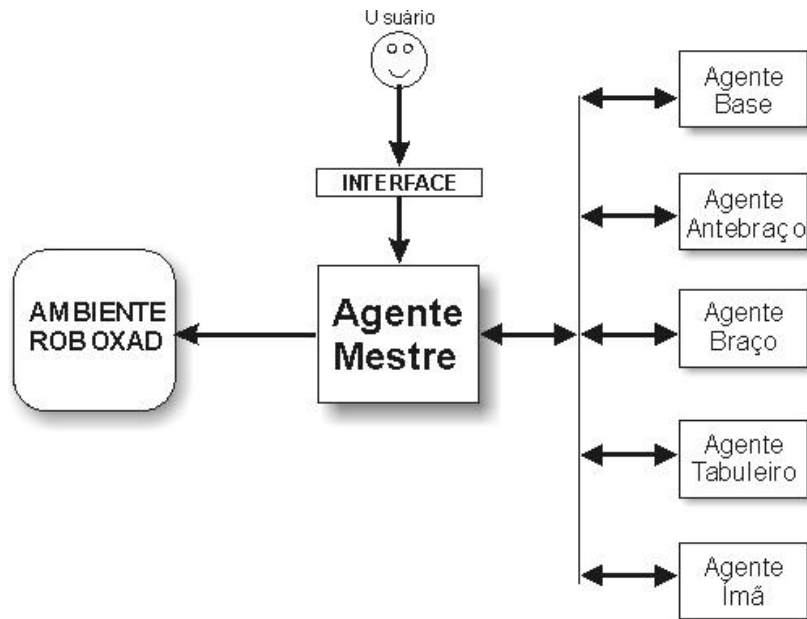 Usuário
INTERFACE
AMBIENTE
ROBOXAD
Agente
Mestre
Agente
Base
Agente
Antebraço
Agente
Braço
Agente
Tabuleiro
Agente
Ímã